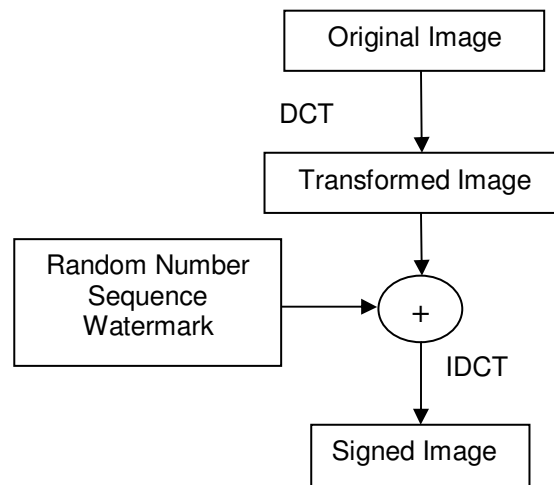 Original Image
DCT
Transformed Image
Random Number
Sequence
Watermark
+
IDCT
Signed Image